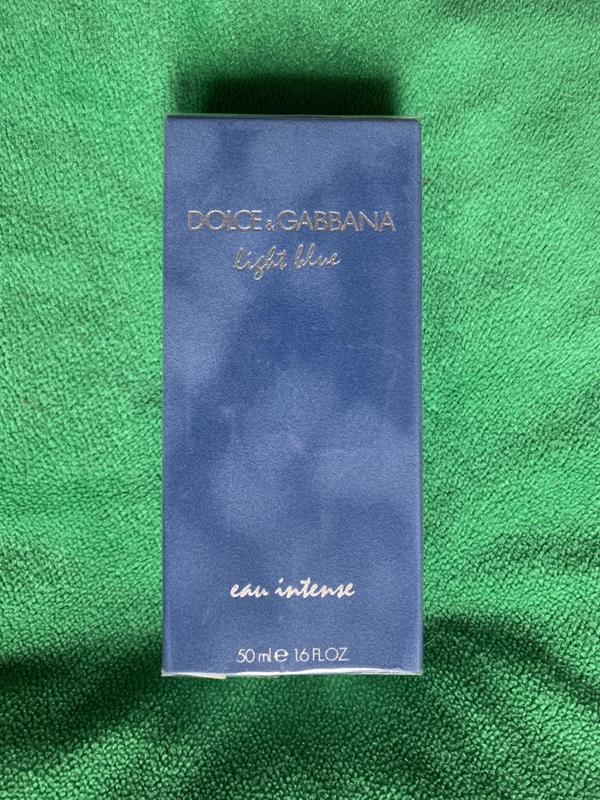 DOLCE&GABBANA
light blue
eau intense
50 ml e 1.6 FL.OZ.